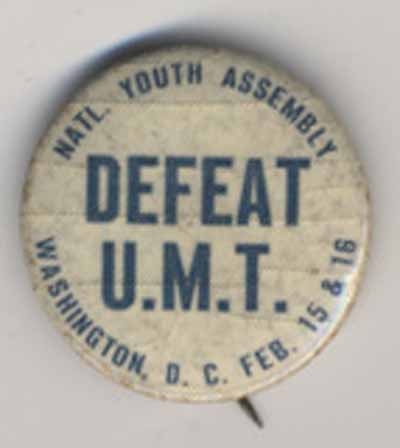 NATL. YOUTH ASSEMBLY
DEFEAT
U.M.T.
WASHINGTON, D. C. FEB. 15 & 16